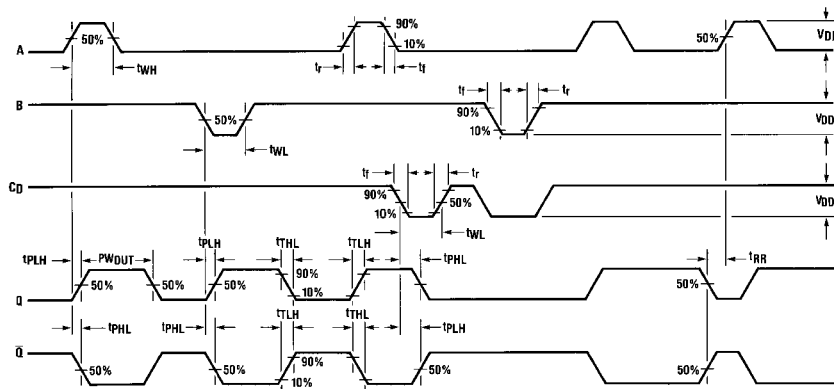 A 50% tWH 90% 10% tr tf 50% VDD
B 50% tWL tf tr 90% 10% VDD
CD tf tr 90% 10% 50% tWL VDD
tPLH PWOUT tPLH tTHL tTLH tPHL tRR
Q 50% 50% 50% 90% 10% 50% 50%
tPHL tPHL tTLH tTHL tPLH
Q̅ 50% 50% 90% 10% 50% 50%